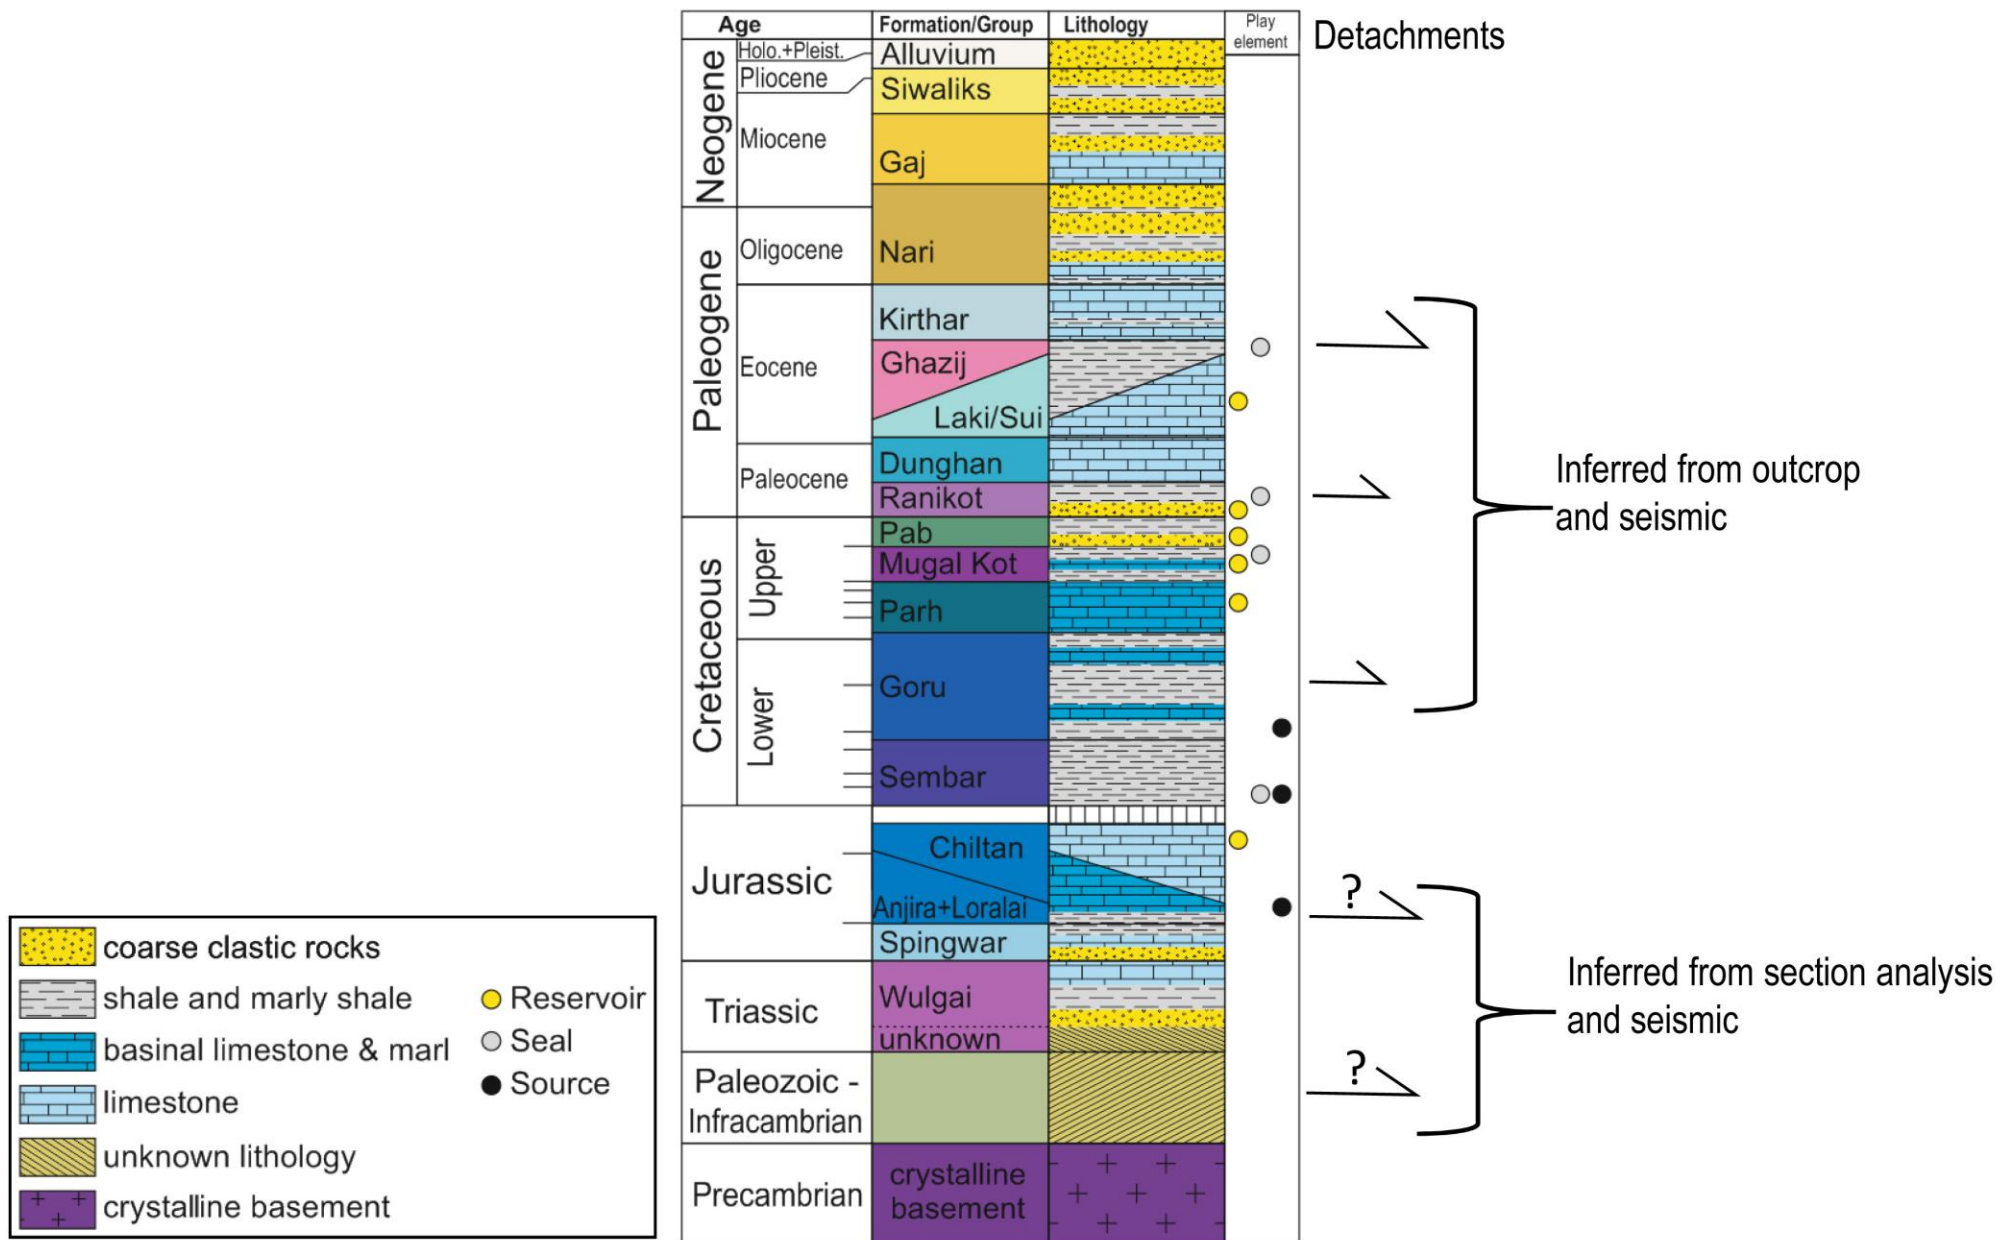 Age
Formation/Group
Lithology
Play
element
Detachments
Neogene
Holo.+Pleist.
Pliocene
Miocene
Paleogene
Oligocene
Eocene
Paleocene
Cretaceous
Upper
Lower
Jurassic
Triassic
Paleozoic -
Infracambrian
Precambrian
Alluvium
Siwaliks
Gaj
Nari
Kirthar
Ghazij
Laki/Sui
Dunghan
Ranikot
Pab
Mugal Kot
Parh
Goru
Sembar
Chiltan
Anjira+Loralai
Spingwar
Wulgai
unknown
crystalline
basement
Inferred from outcrop
and seismic
?
?
Inferred from section analysis
and seismic
coarse clastic rocks
shale and marly shale
basinal limestone & marl
limestone
unknown lithology
crystalline basement
Reservoir
Seal
Source